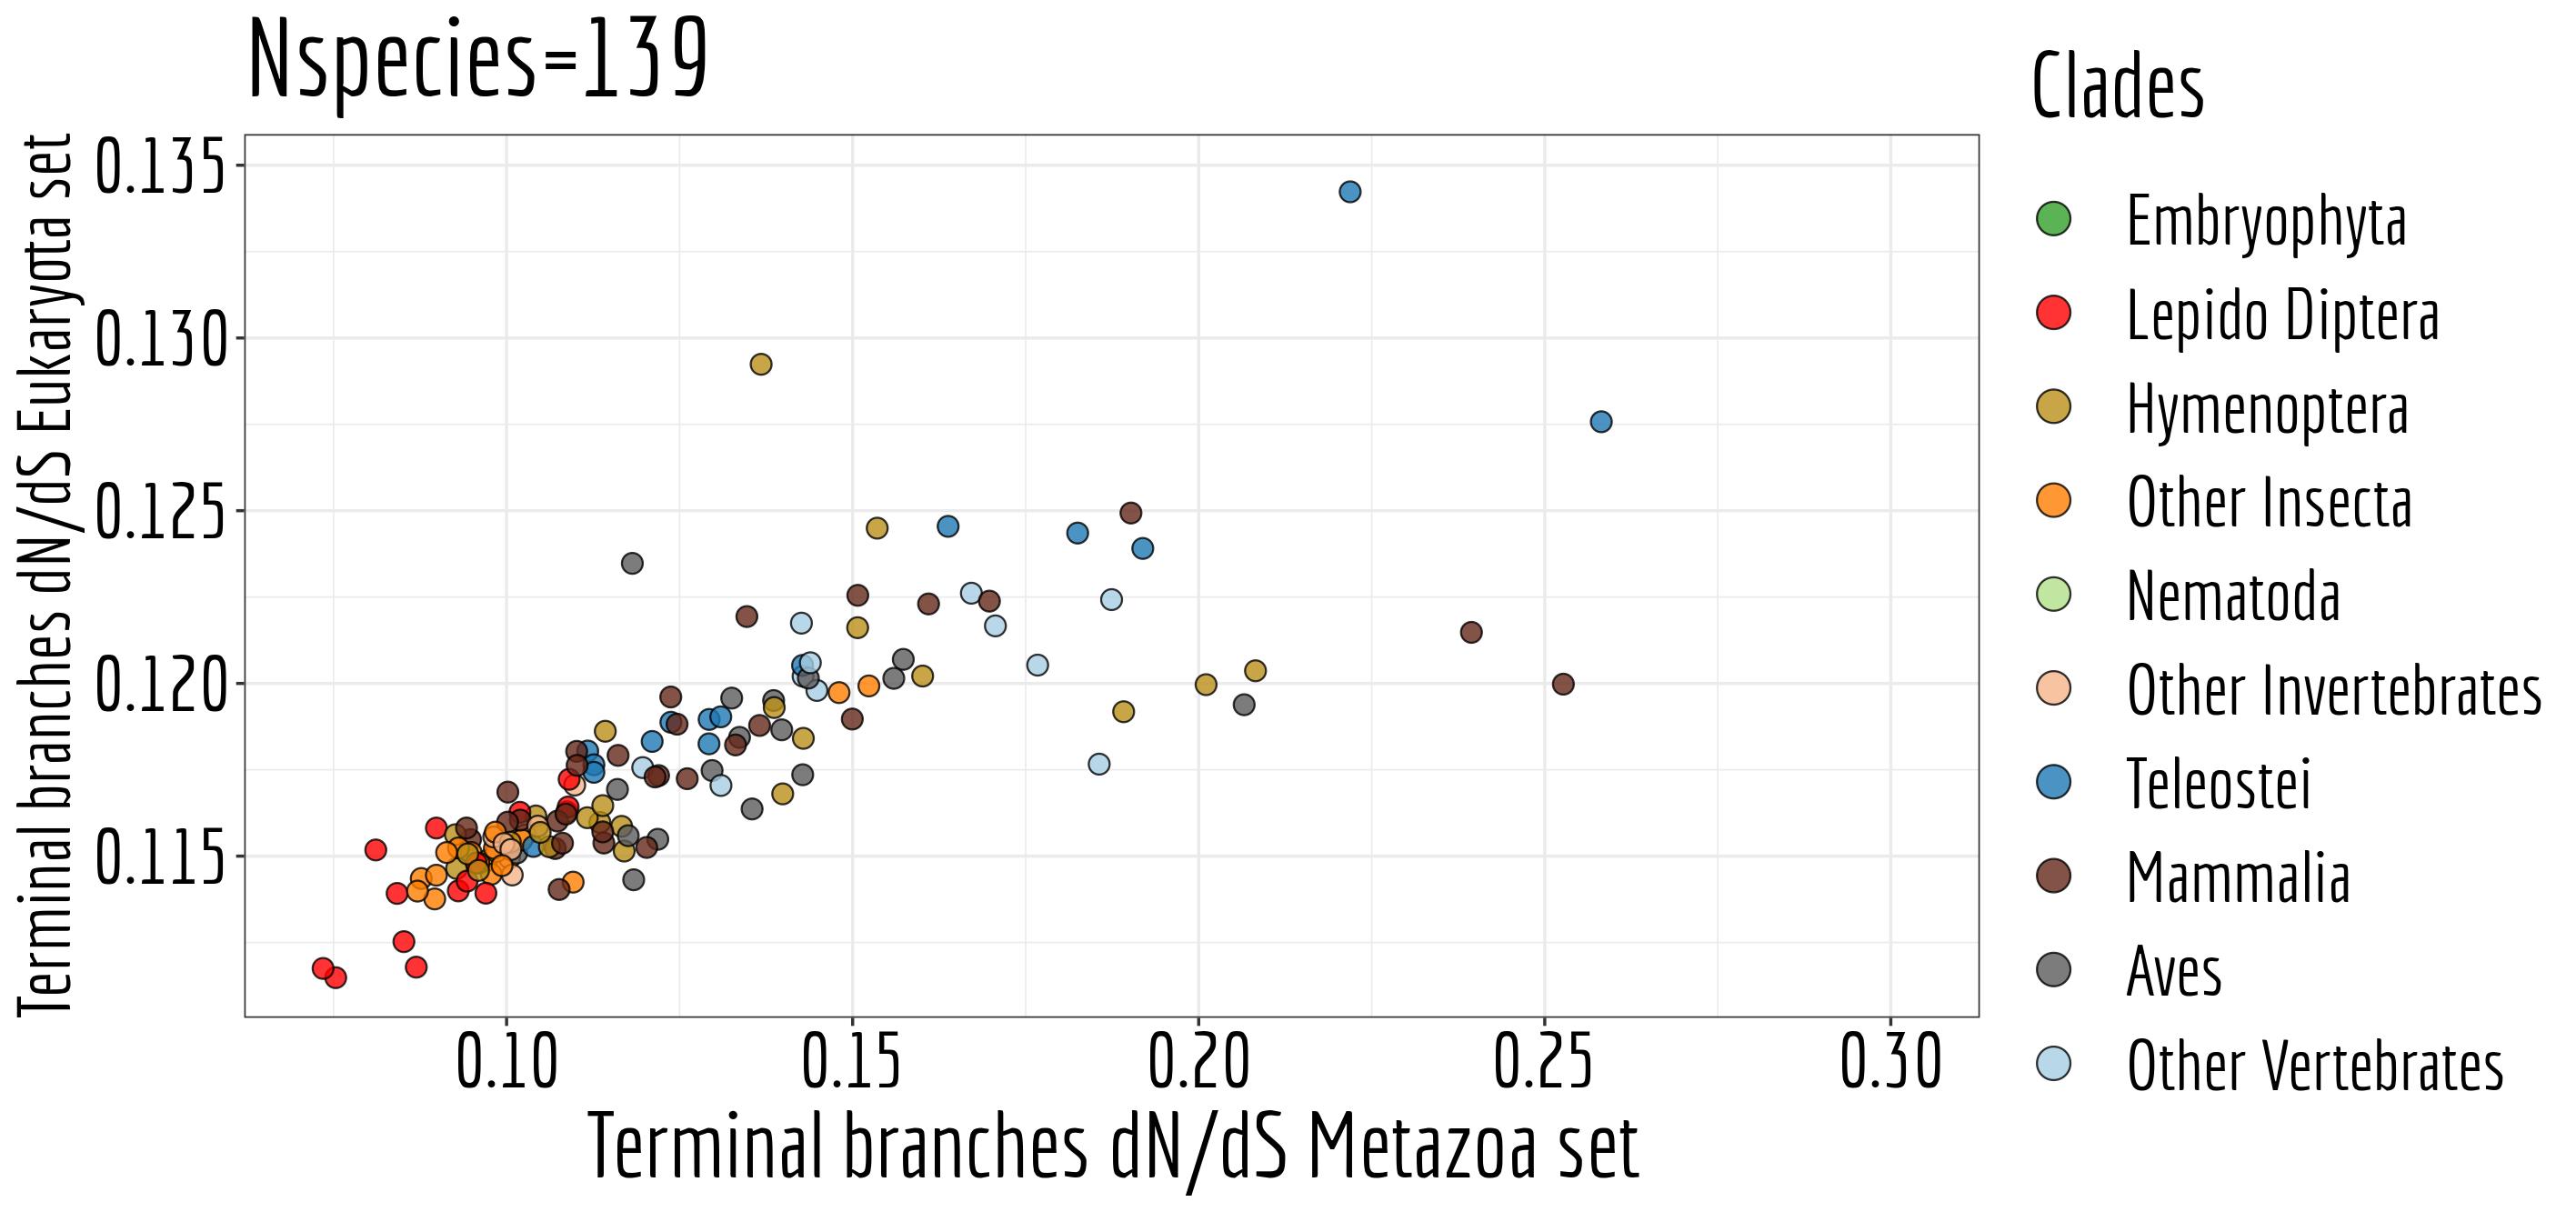 Nspecies=139
Terminal branches dN/dS Eukaryota set
0.135
0.130
0.125
0.120
0.115
0.10
0.15
0.20
0.25
0.30
Terminal branches dN/dS Metazoa set
Clades
Embryophyta
Lepido Diptera
Hymenoptera
Other Insecta
Nematoda
Other Invertebrates
Teleostei
Mammalia
Aves
Other Vertebrates